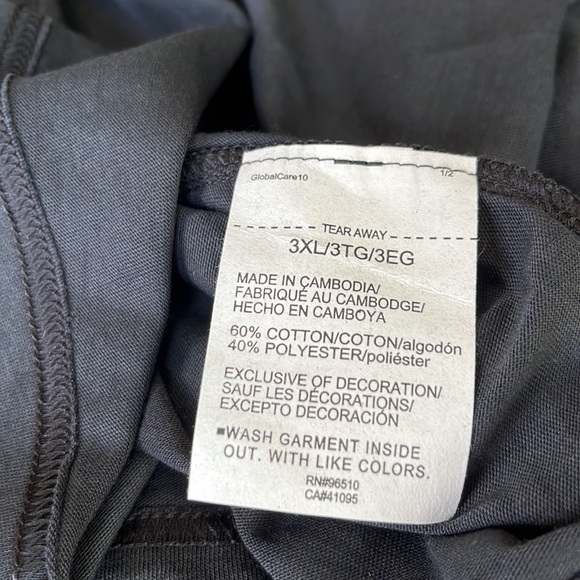 GlobalCare10 1/2
TEAR AWAY
3XL/3TG/3EG
MADE IN CAMBODIA/
FABRIQUÉ AU CAMBODGE/
HECHO EN CAMBOYA
60% COTTON/COTON/algodón
40% POLYESTER/poliéster
EXCLUSIVE OF DECORATION/
SAUF LES DÉCORATIONS/
EXCEPTO DECORACIÓN
■WASH GARMENT INSIDE
OUT. WITH LIKE COLORS.
RN#96510
CA#41095